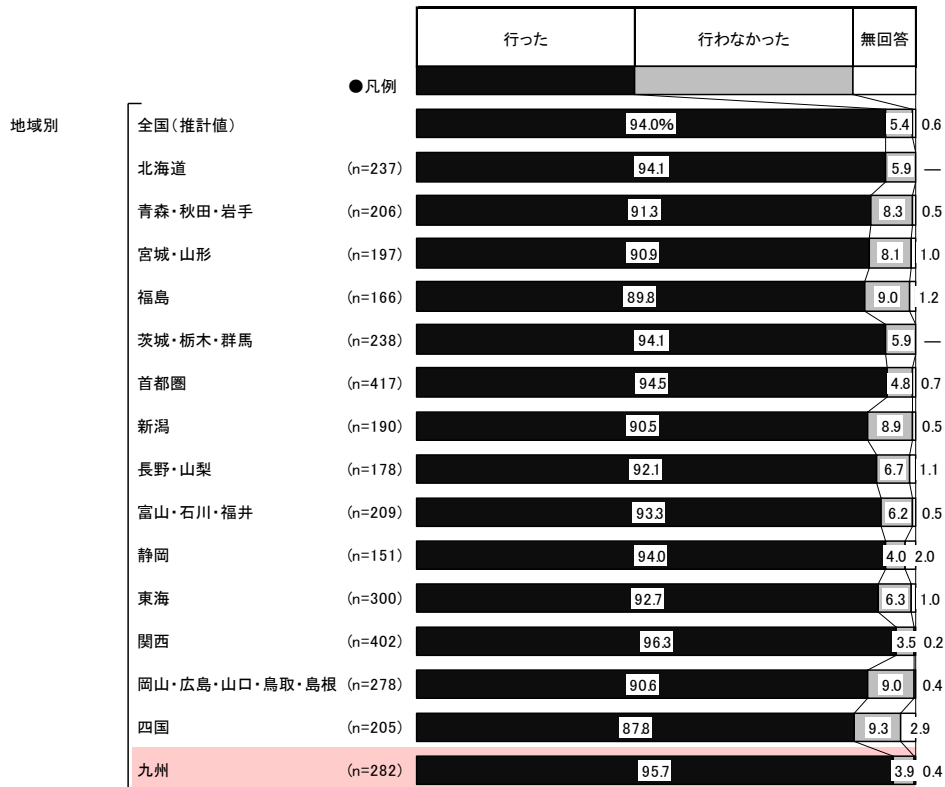 行った 行わなかった 無回答
●凡例
地域別 全国(推計値) 94.0% 5.4 0.6
北海道 (n=237) 94.1 5.9 —
青森・秋田・岩手 (n=206) 91.3 8.3 0.5
宮城・山形 (n=197) 90.9 8.1 1.0
福島 (n=166) 89.8 9.0 1.2
茨城・栃木・群馬 (n=238) 94.1 5.9 —
首都圏 (n=417) 94.5 4.8 0.7
新潟 (n=190) 90.5 8.9 0.5
長野・山梨 (n=178) 92.1 6.7 1.1
富山・石川・福井 (n=209) 93.3 6.2 0.5
静岡 (n=151) 94.0 4.0 2.0
東海 (n=300) 92.7 6.3 1.0
関西 (n=402) 96.3 3.5 0.2
岡山・広島・山口・鳥取・島根 (n=278) 90.6 9.0 0.4
四国 (n=205) 87.8 9.3 2.9
九州 (n=282) 95.7 3.9 0.4